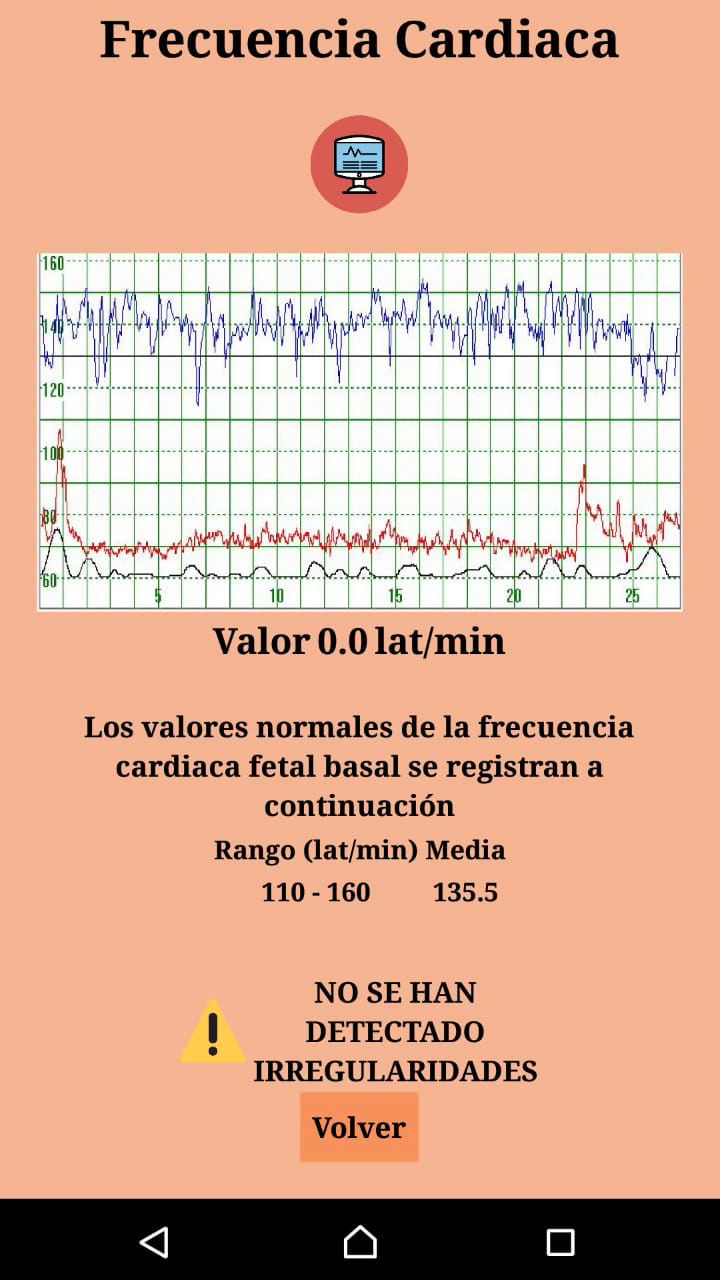 Frecuencia Cardiaca
160
140
120
100
80
60
5 10 15 20 25
Valor 0.0 lat/min
Los valores normales de la frecuencia
cardiaca fetal basal se registran a
continuación
Rango (lat/min) Media
110 - 160 135.5
NO SE HAN
DETECTADO
IRREGULARIDADES
Volver